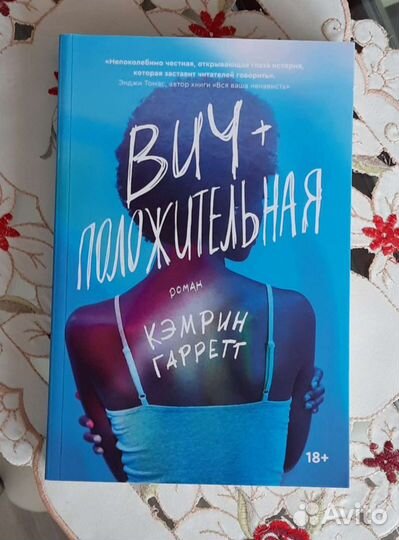 «Непоколебимо честная, открывающая глаза история,
которая заставит читателей говорить».
Энджи Томас, автор книги «Вся ваша ненависть»
ВИЧ+
ПОЛОЖИТЕЛЬНАЯ
РОМАН
КЭМРИН
ГАРРЕТТ
18+
Avito